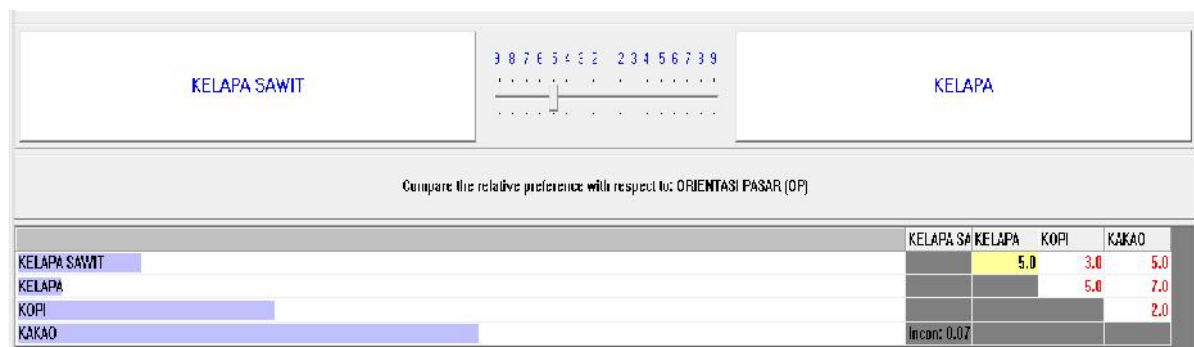 9 8 7 6 5 4 3 2 2 3 4 5 6 7 8 9
KELAPA SAWIT
KELAPA
Compare the relative preference with respect to: ORIENTASI PASAR (OP)
KELAPA SA KELAPA KOPI KAKAO
KELAPA SAWIT 5.0 3.0 5.0
KELAPA 5.0 7.0
KOPI 2.0
KAKAO Incon: 0.07